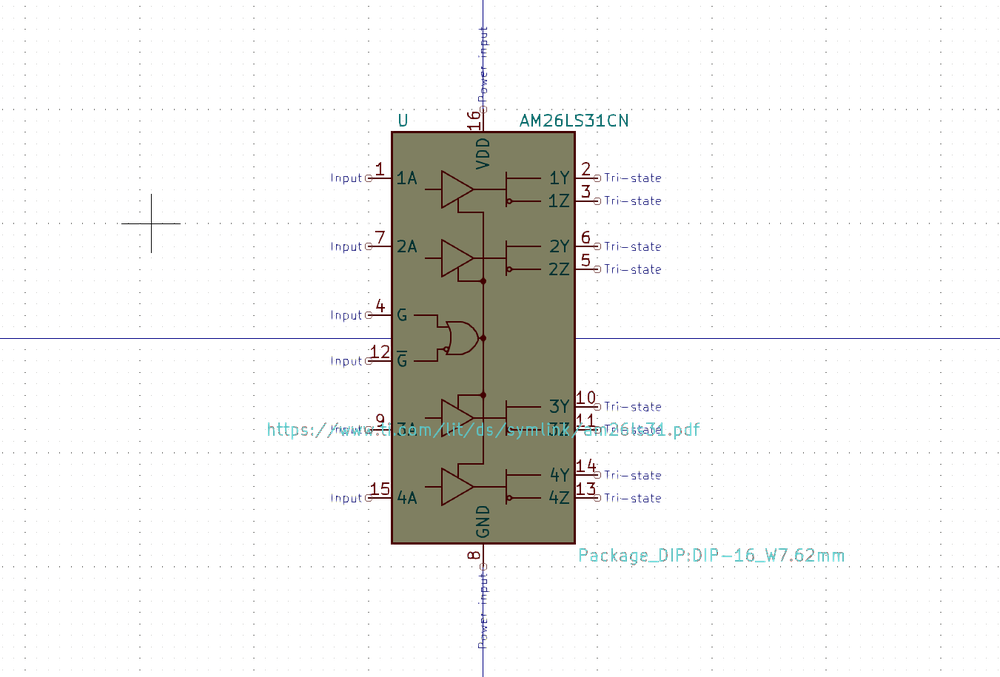 Power input
16
U
AM26LS31CN
VDD
Input 1 1A
1Y 2 Tri-state
1Z 3 Tri-state
Input 7 2A
2Y 6 Tri-state
2Z 5 Tri-state
Input 4 G
Input 12 G
3Y 10 Tri-state
Input 9 3A
https://www.ti.com/lit/ds/symlink/am26ls31.pdf
3Z 11 Tri-state
4Y 14 Tri-state
Input 15 4A
4Z 13 Tri-state
GND
8
Package_DIP:DIP-16_W7.62mm
Power input